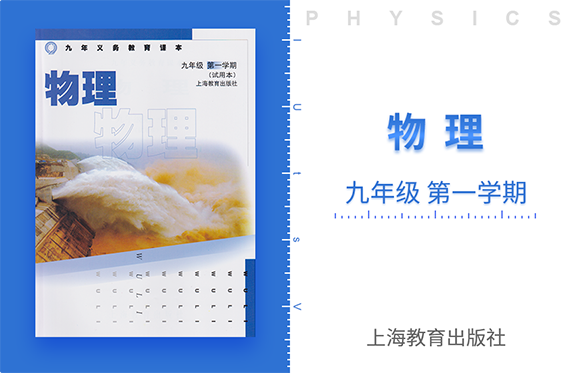 九年义务教育课本
九年级 第一学期
(试用本)
上海教育出版社
物理
物理
WULI
W U L I
W U L I
W U L I
W U L I
W U L I
W U L I
W U L I
W U L I
PHYSICS
I
U
t
s
V
物 理
九年级 第一学期
上海教育出版社